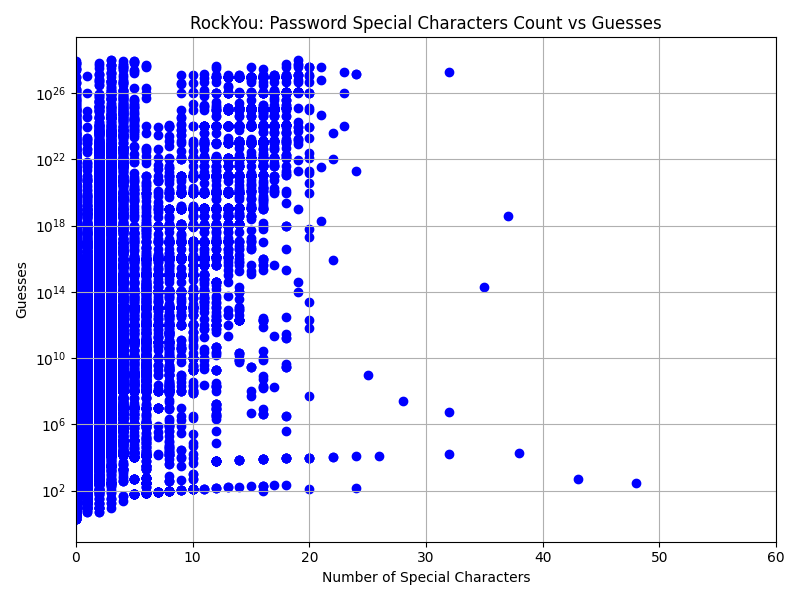 RockYou: Password Special Characters Count vs Guesses
Guesses
10^26
10^22
10^18
10^14
10^10
10^6
10^2
0 10 20 30 40 50 60
Number of Special Characters